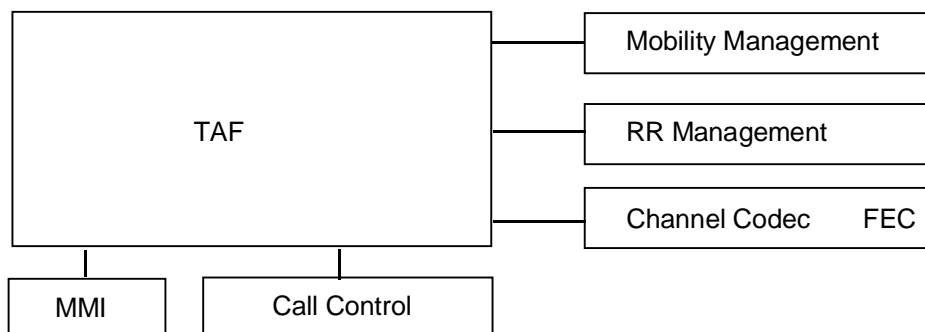 Mobility Management
TAF
RR Management
Channel Codec FEC
MMI
Call Control